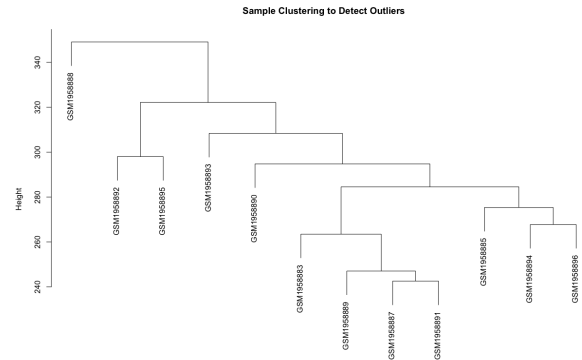 Sample Clustering to Detect Outliers
Height
340
320
300
280
260
240
GSM1958888
GSM1958892
GSM1958895
GSM1958893
GSM1958890
GSM1958883
GSM1958889
GSM1958887
GSM1958891
GSM1958885
GSM1958894
GSM1958896